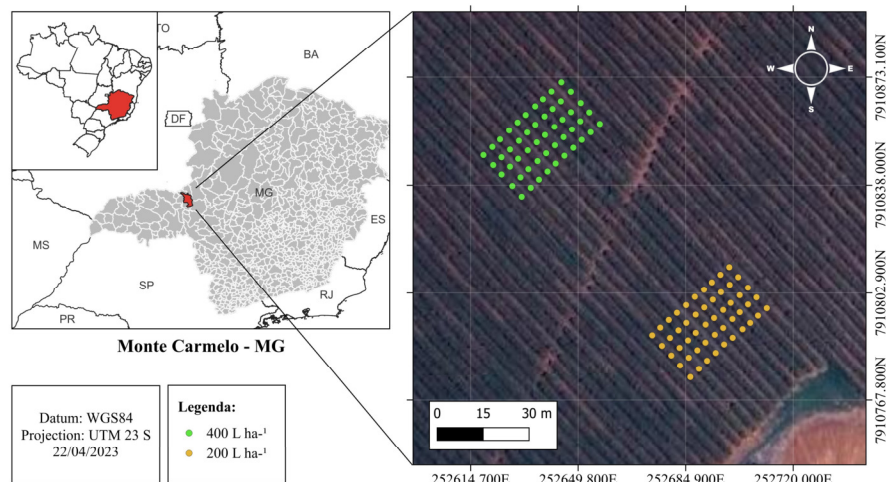 TO
BA
DF
MG
ES
MS
SP
RJ
PR
Monte Carmelo - MG
Datum: WGS84
Projection: UTM 23 S
22/04/2023
Legenda:
400 L ha-¹
200 L ha-¹
N
W E
S
0 15 30 m
7910873.100N
7910838.000N
7910802.900N
7910767.800N
252614.700E 252649.800E 252684.900E 252720.000E